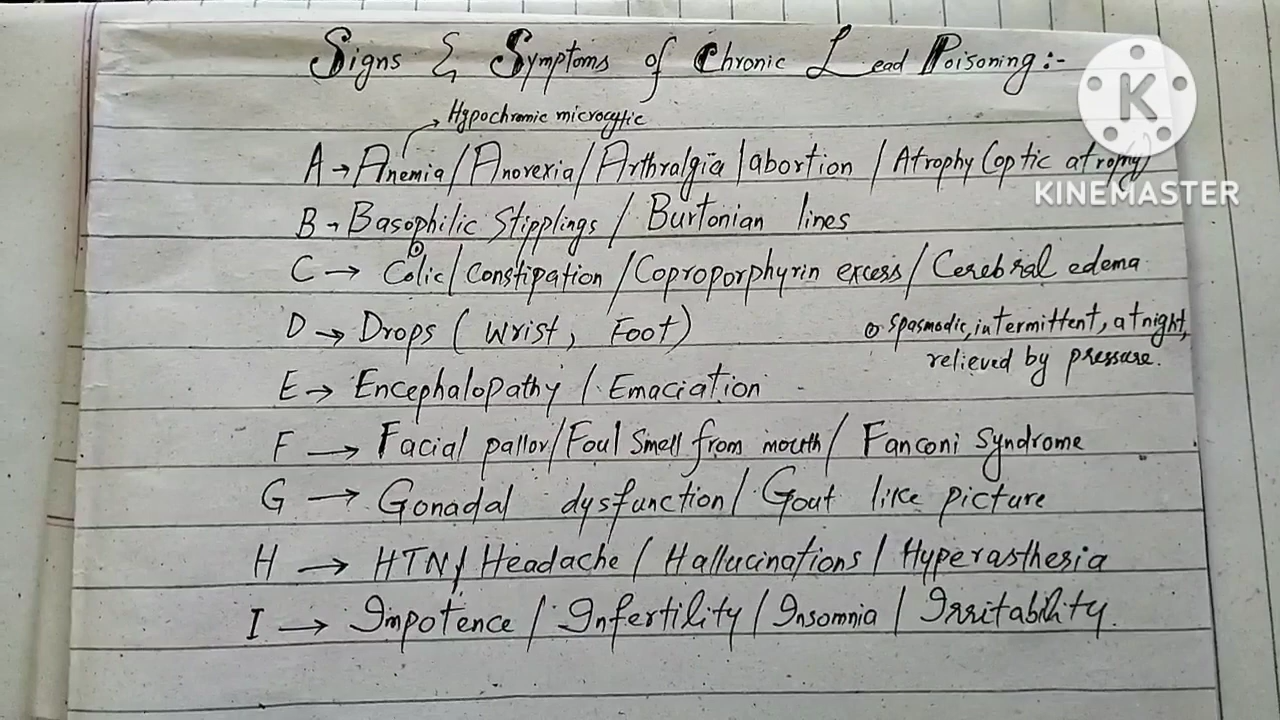 Signs & Symptoms of Chronic Lead Poisoning:-
Hypochromic microcytic
A → Anemia/Anorexia/Arthralgia/abortion/Atrophy (optic atrophy)
B → Basophilic Stipplings / Burtonian lines
C → Colic/Constipation/Coproporphyrin excess/Cerebral edema
D → Drops (wrist, Foot)
spasmodic, intermittent, at night,
relieved by pressure.
E → Encephalopathy / Emaciation
F → Facial pallor/Foul smell from mouth/ Fanconi Syndrome
G → Gonadal dysfunction/ Gout like picture
H → HTN/ Headache / Hallucinations / Hyperasthesia
I → Impotence / Infertility / Insomnia / Irritability.
K
KINEMASTER